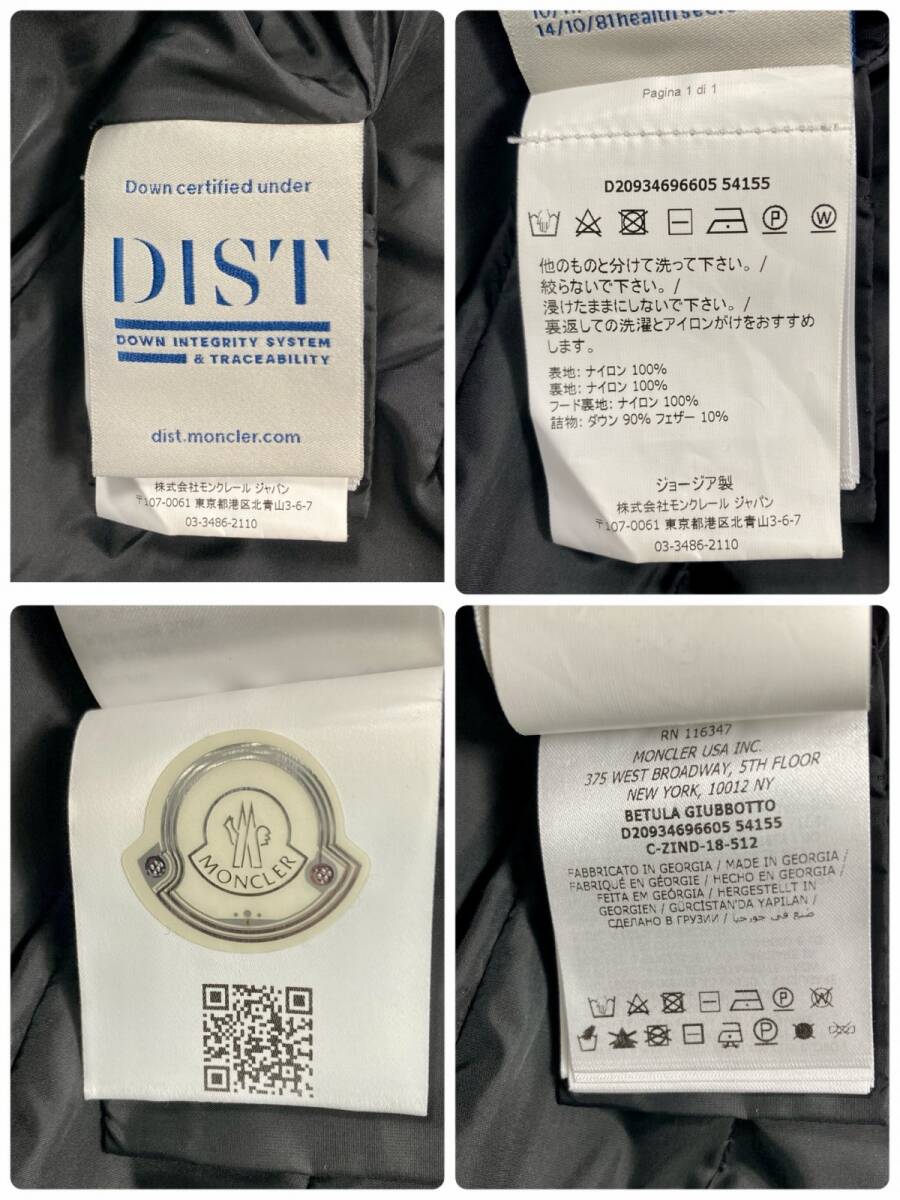 Down certified under
DIST
DOWN INTEGRITY SYSTEM
& TRACEABILITY
dist.moncler.com
株式会社モンクレール ジャパン
〒107-0061 東京都港区北青山3-6-7
03-3486-2110
14/10/81health
Pagina 1 di 1
D20934696605 54155
W
他のものと分けて洗って下さい。/
絞らないで下さい。/
浸けたままにしないで下さい。/
裏返しての洗濯とアイロンがけをおすすめ
します。
表地: ナイロン 100%
裏地: ナイロン 100%
フード裏地: ナイロン 100%
詰物: ダウン 90% フェザー 10%
ジョージア製
株式会社モンクレール ジャパン
〒107-0061 東京都港区北青山3-6-7
03-3486-2110
MONCLER
RN 116347
MONCLER USA INC.
375 WEST BROADWAY, 5TH FLOOR
NEW YORK, 10012 NY
BETULA GIUBBOTTO
D20934696605 54155
C-ZIND-18-512
FABBRICATO IN GEORGIA / MADE IN GEORGIA /
FABRIQUÉ EN GÉORGIE / HECHO EN GEORGIA /
FEITA EM GEÓRGIA / HERGESTELLT IN
GEORGIEN / GÜRCISTAN'DA YAPILAN /
СДЕЛАНО В ГРУЗИИ / صنع في جورجيا